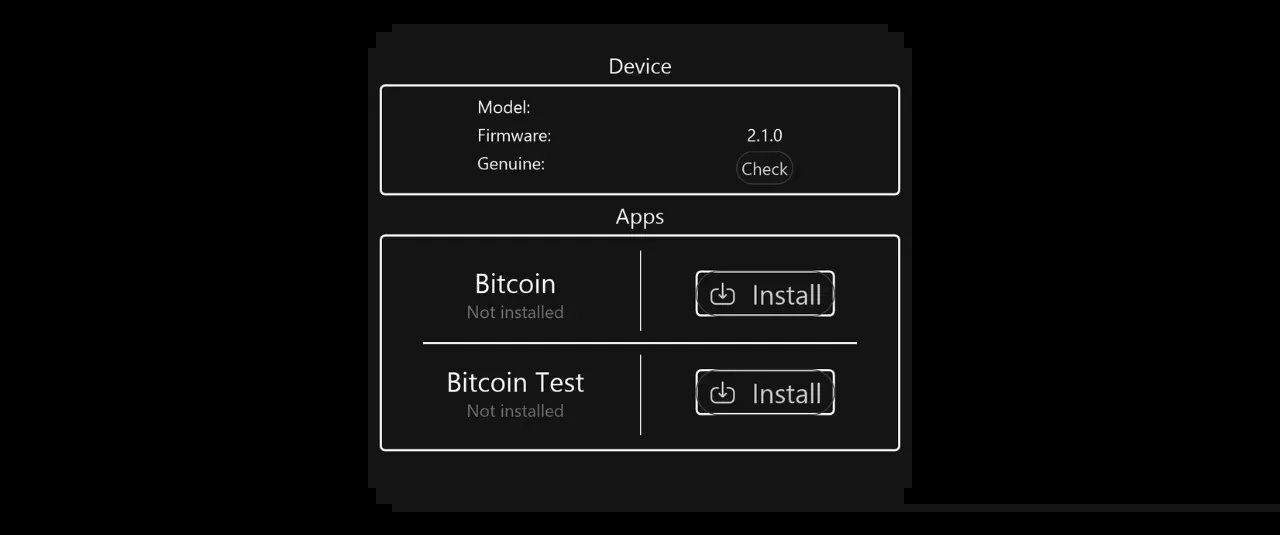 Device
Model:
Firmware: 2.1.0
Genuine: Check
Apps
Bitcoin
Not installed
Install
Bitcoin Test
Not installed
Install